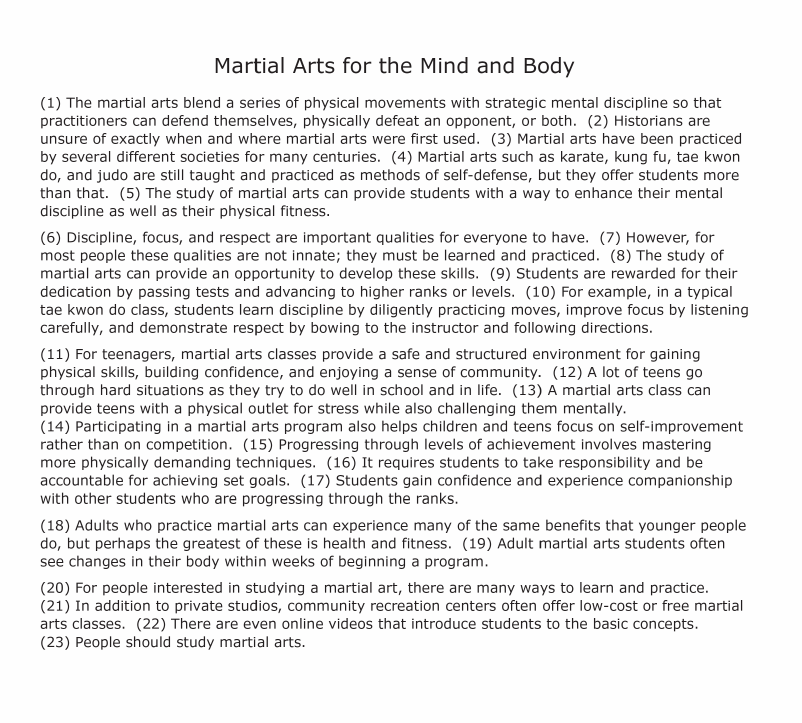 Martial Arts for the Mind and Body
(1) The martial arts blend a series of physical movements with strategic mental discipline so that
practitioners can defend themselves, physically defeat an opponent, or both.  (2) Historians are
unsure of exactly when and where martial arts were first used.  (3) Martial arts have been practiced
by several different societies for many centuries.  (4) Martial arts such as karate, kung fu, tae kwon
do, and judo are still taught and practiced as methods of self-defense, but they offer students more
than that.  (5) The study of martial arts can provide students with a way to enhance their mental
discipline as well as their physical fitness.
(6) Discipline, focus, and respect are important qualities for everyone to have.  (7) However, for
most people these qualities are not innate; they must be learned and practiced.  (8) The study of
martial arts can provide an opportunity to develop these skills.  (9) Students are rewarded for their
dedication by passing tests and advancing to higher ranks or levels.  (10) For example, in a typical
tae kwon do class, students learn discipline by diligently practicing moves, improve focus by listening
carefully, and demonstrate respect by bowing to the instructor and following directions.
(11) For teenagers, martial arts classes provide a safe and structured environment for gaining
physical skills, building confidence, and enjoying a sense of community.  (12) A lot of teens go
through hard situations as they try to do well in school and in life.  (13) A martial arts class can
provide teens with a physical outlet for stress while also challenging them mentally.
(14) Participating in a martial arts program also helps children and teens focus on self-improvement
rather than on competition.  (15) Progressing through levels of achievement involves mastering
more physically demanding techniques.  (16) It requires students to take responsibility and be
accountable for achieving set goals.  (17) Students gain confidence and experience companionship
with other students who are progressing through the ranks.
(18) Adults who practice martial arts can experience many of the same benefits that younger people
do, but perhaps the greatest of these is health and fitness.  (19) Adult martial arts students often
see changes in their body within weeks of beginning a program.
(20) For people interested in studying a martial art, there are many ways to learn and practice.
(21) In addition to private studios, community recreation centers often offer low-cost or free martial
arts classes.  (22) There are even online videos that introduce students to the basic concepts.
(23) People should study martial arts.